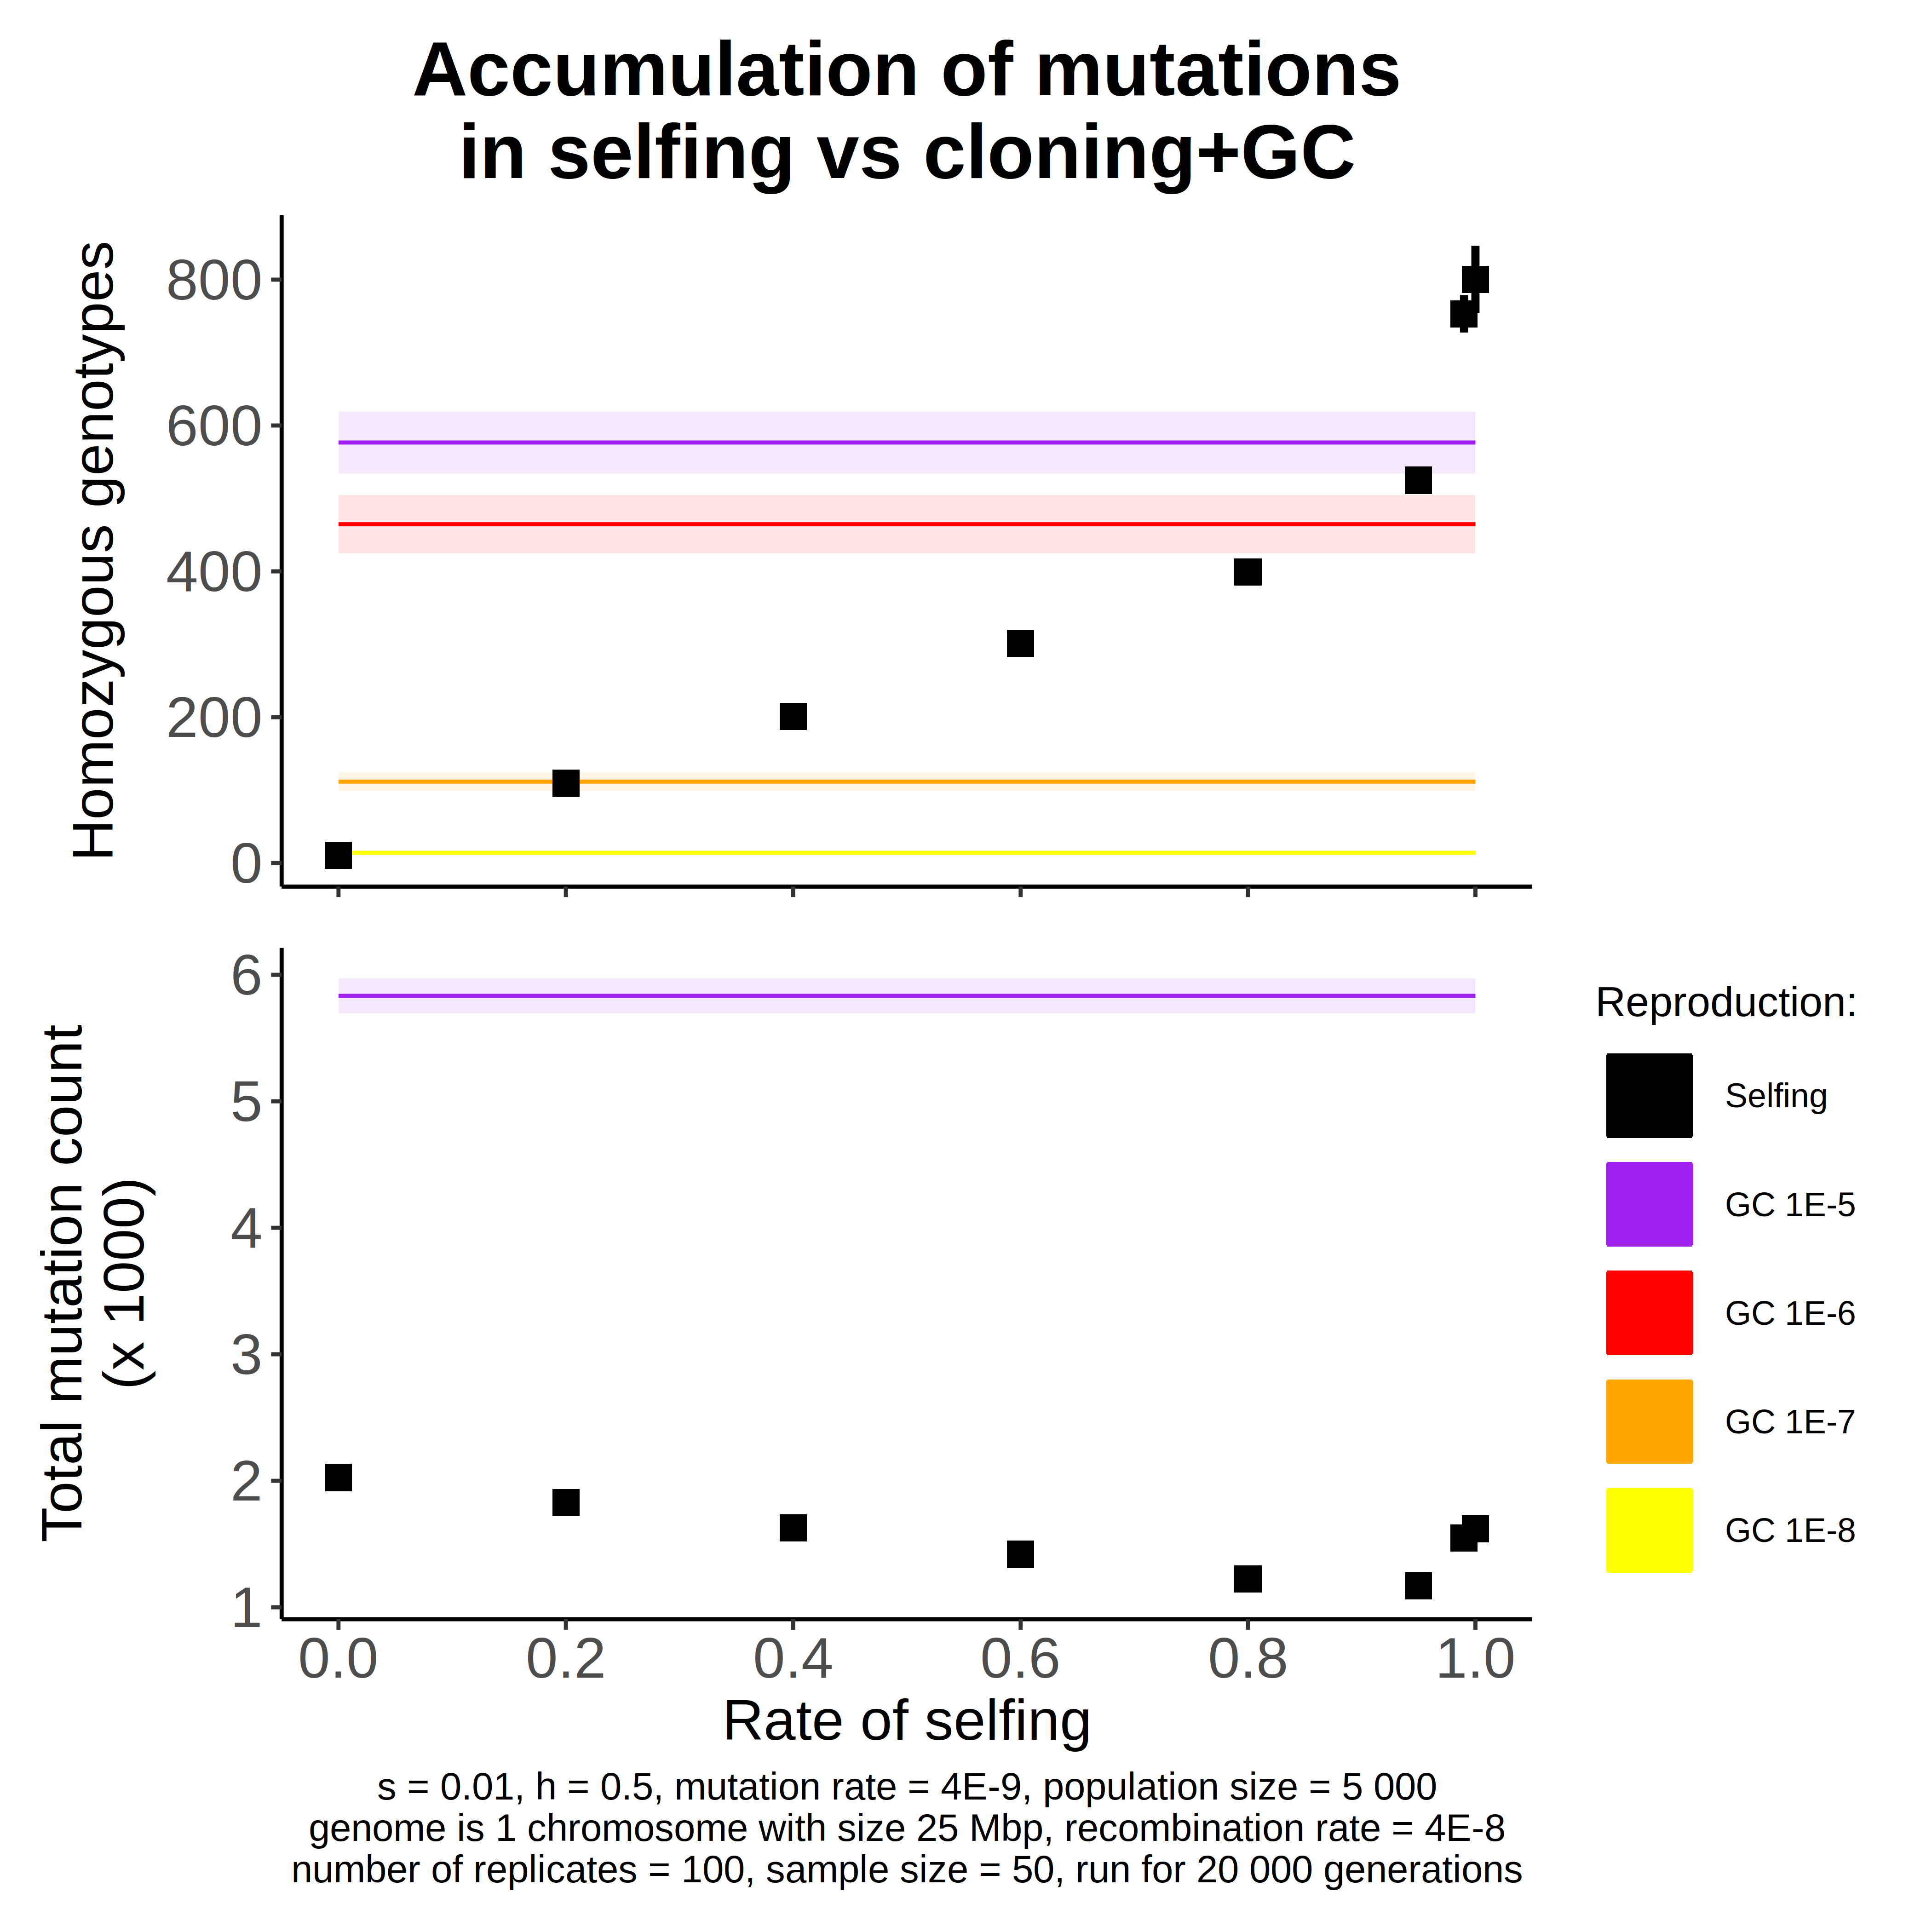 Accumulation of mutations
in selfing vs cloning+GC
Homozygous genotypes
800
600
400
200
0
Total mutation count
(x 1000)
6
5
4
3
2
1
0.0 0.2 0.4 0.6 0.8 1.0
Rate of selfing
Reproduction:
Selfing
GC 1E-5
GC 1E-6
GC 1E-7
GC 1E-8
s = 0.01, h = 0.5, mutation rate = 4E-9, population size = 5 000
genome is 1 chromosome with size 25 Mbp, recombination rate = 4E-8
number of replicates = 100, sample size = 50, run for 20 000 generations